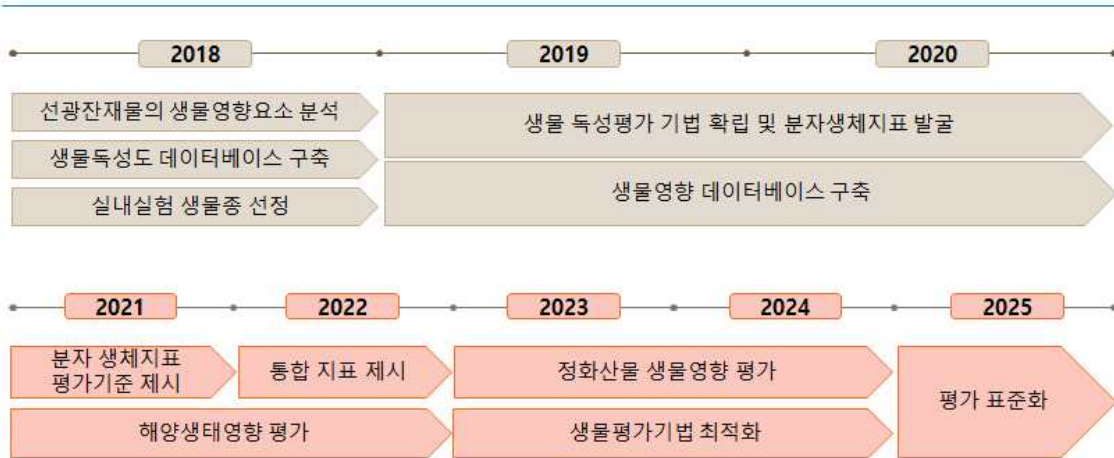 2018
2019
2020
선광잔재물의 생물영향요소 분석
생물독성도 데이터베이스 구축
실내실험 생물종 선정
생물 독성평가 기법 확립 및 분자생체지표 발굴
생물영향 데이터베이스 구축
2021
2022
2023
2024
2025
분자 생체지표
평가기준 제시
통합 지표 제시
정화산물 생물영향 평가
평가 표준화
해양생태영향 평가
생물평가기법 최적화